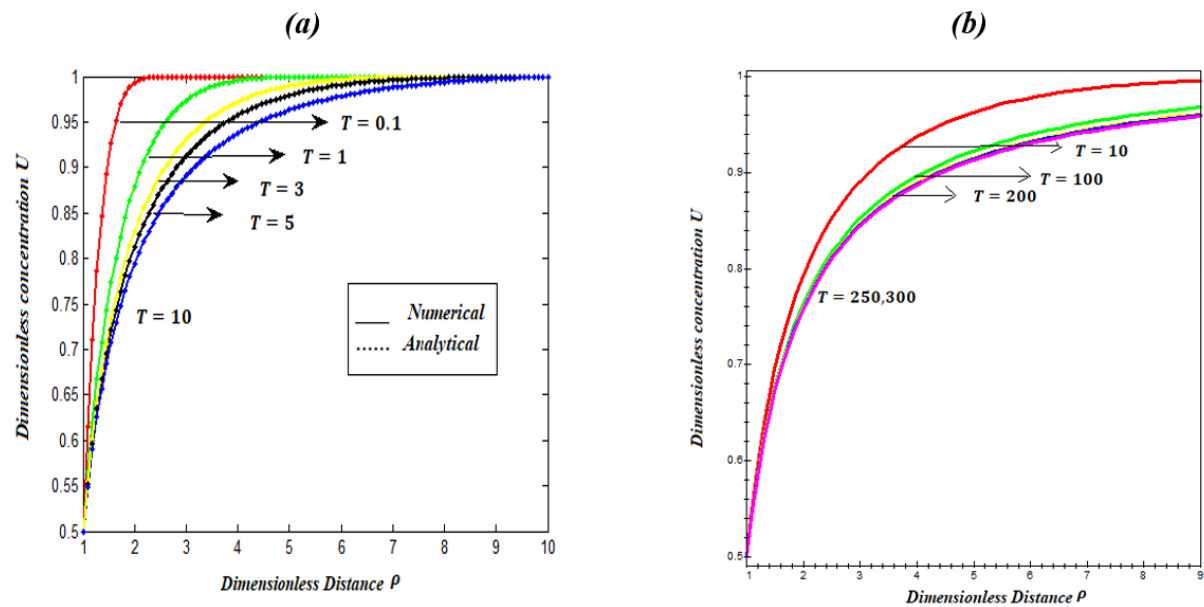 (a)
(b)
Dimensionless concentration U
1
0.95
0.9
0.85
0.8
0.75
0.7
0.65
0.6
0.55
0.5
T = 0.1
T = 1
T = 3
T = 5
T = 10
Numerical
Analytical
1 2 3 4 5 6 7 8 9 10
Dimensionless Distance ρ
Dimensionless concentration U
1
0.9
0.8
0.7
0.6
0.5
T = 10
T = 100
T = 200
T = 250,300
1 2 3 4 5 6 7 8 9
Dimensionless Distance ρ